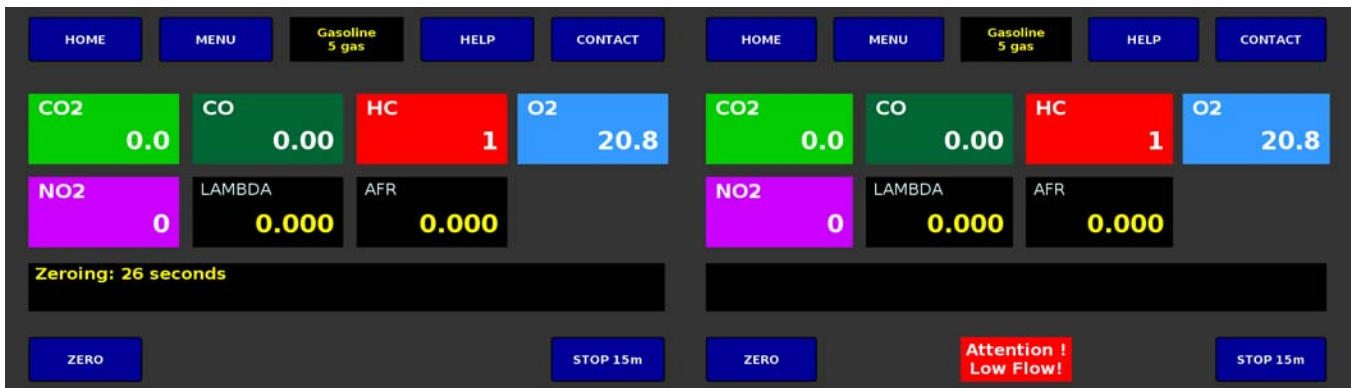 HOME MENU Gasoline HELP CONTACT
5 gas
CO2 CO HC O2
0.0 0.00 1 20.8
NO2 LAMBDA AFR
0 0.000 0.000
Zeroing: 26 seconds
ZERO STOP 15m
HOME MENU Gasoline HELP CONTACT
5 gas
CO2 CO HC O2
0.0 0.00 1 20.8
NO2 LAMBDA AFR
0 0.000 0.000
ZERO Attention ! STOP 15m
Low Flow!